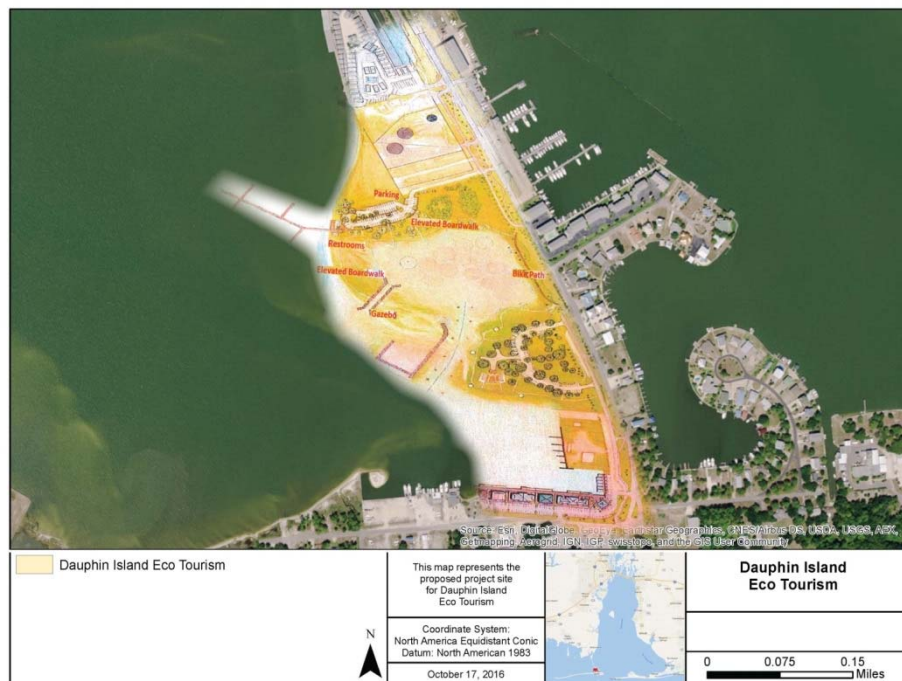 Parking
Elevated Boardwalk
Restrooms
Elevated Boardwalk
Bike Path
Gazebo
Source: Esri, DigitalGlobe, GeoEye, Earthstar Geographics, CNES/Airbus DS, USDA, USGS, AEX,
Getmapping, Aerogrid, IGN, IGP, swisstopo, and the GIS User Community
Dauphin Island Eco Tourism
N
This map represents the
proposed project site
for Dauphin Island
Eco Tourism
Coordinate System:
North America Equidistant Conic
Datum: North American 1983
October 17, 2016
Dauphin Island
Eco Tourism
0 0.075 0.15
Miles